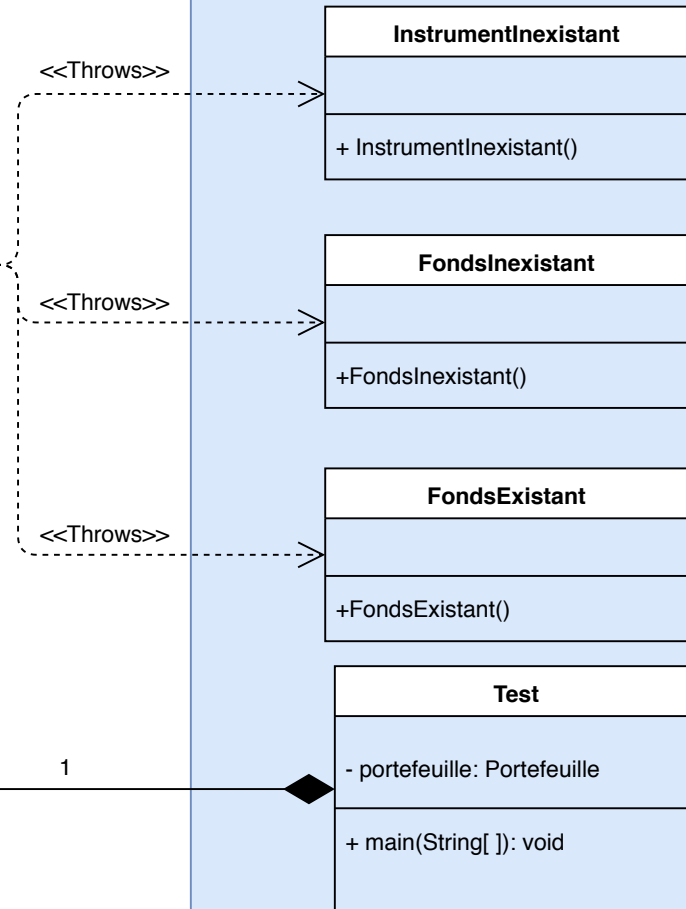 InstrumentInexistant
<<Throws>>
+ InstrumentInexistant()
FondsInexistant
<<Throws>>
+FondsInexistant()
FondsExistant
<<Throws>>
+FondsExistant()
Test
1
- portefeuille: Portefeuille
+ main(String[ ]): void